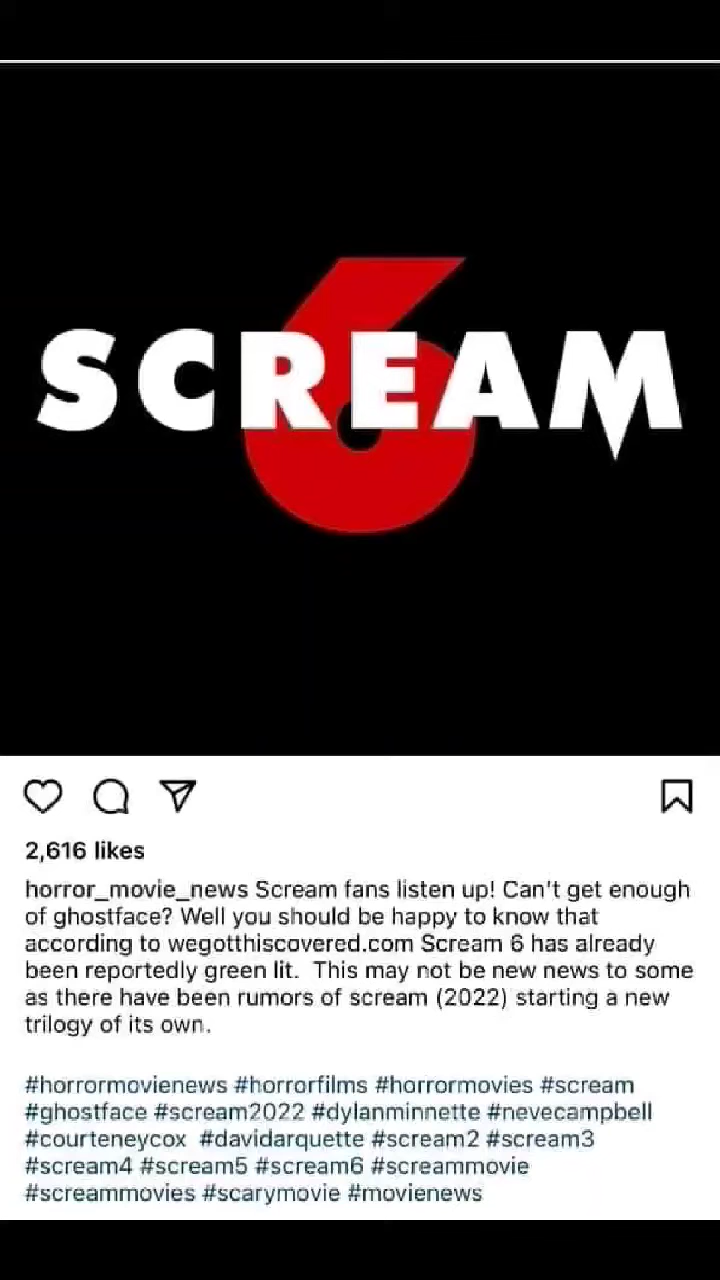 SCREAM
6
2,616 likes
horror_movie_news Scream fans listen up! Can't get enough
of ghostface? Well you should be happy to know that
according to wegotthiscovered.com Scream 6 has already
been reportedly green lit.  This may not be new news to some
as there have been rumors of scream (2022) starting a new
trilogy of its own.
#horrormovienews #horrorfilms #horrormovies #scream
#ghostface #scream2022 #dylanminnette #nevecampbell
#courteneycox  #davidarquette #scream2 #scream3
#scream4 #scream5 #scream6 #screammovie
#screammovies #scarymovie #movienews